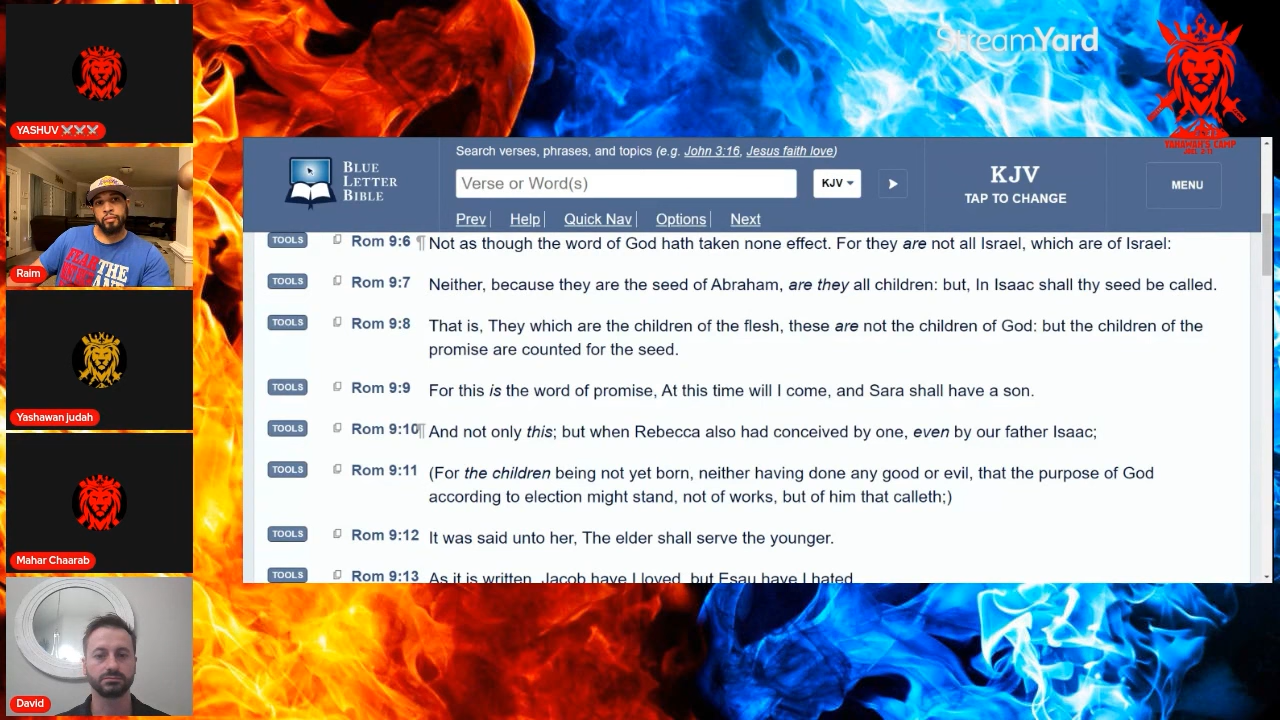 YASHUV
Raim
FEAR THE
Yashawan judah
Mahar Chaarab
David
StreamYard
YAHAWAH'S CAMP
BLUE
LETTER
BIBLE
Search verses, phrases, and topics (e.g. John 3:16, Jesus faith love)
Verse or Word(s)
KJV
Prev Help Quick Nav Options Next
KJV
TAP TO CHANGE
MENU
TOOLS Rom 9:6 ¶ Not as though the word of God hath taken none effect. For they are not all Israel, which are of Israel:
TOOLS Rom 9:7 Neither, because they are the seed of Abraham, are they all children: but, In Isaac shall thy seed be called.
TOOLS Rom 9:8 That is, They which are the children of the flesh, these are not the children of God: but the children of the
promise are counted for the seed.
TOOLS Rom 9:9 For this is the word of promise, At this time will I come, and Sara shall have a son.
TOOLS Rom 9:10 ¶ And not only this; but when Rebecca also had conceived by one, even by our father Isaac;
TOOLS Rom 9:11 (For the children being not yet born, neither having done any good or evil, that the purpose of God
according to election might stand, not of works, but of him that calleth;)
TOOLS Rom 9:12 It was said unto her, The elder shall serve the younger.
TOOLS Rom 9:13 As it is written, Jacob have I loved, but Esau have I hated